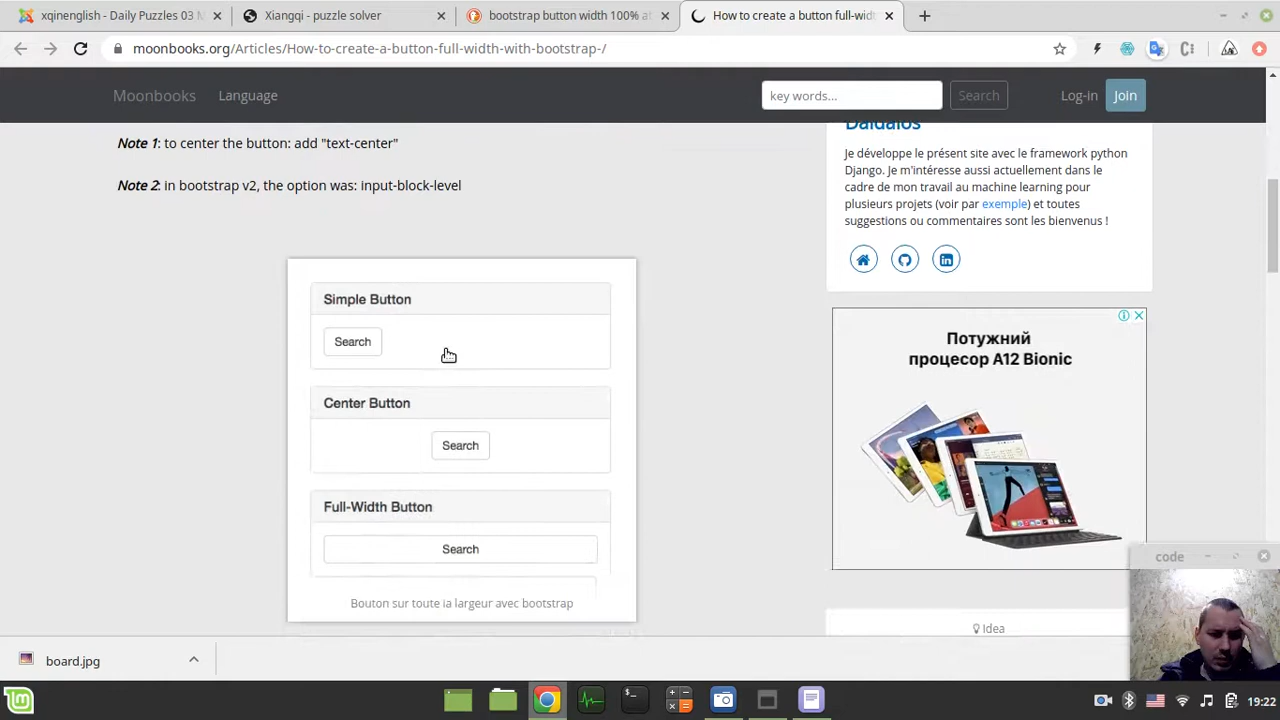 xqinenglish - Daily Puzzles 03 M
Xiangqi - puzzle solver
bootstrap button width 100% at
How to create a button full-widt
moonbooks.org/Articles/How-to-create-a-button-full-width-with-bootstrap-/
Moonbooks
Language
key words...
Search
Log-in
Join
Note 1: to center the button: add "text-center"
Note 2: in bootstrap v2, the option was: input-block-level
Simple Button
Search
Center Button
Search
Full-Width Button
Search
Bouton sur toute la largeur avec bootstrap
Daidalos
Je développe le présent site avec le framework python
Django. Je m'intéresse aussi actuellement dans le
cadre de mon travail au machine learning pour
plusieurs projets (voir par exemple) et toutes
suggestions ou commentaires sont les bienvenus !
Потужний
процесор A12 Bionic
Idea
code
board.jpg
19:22